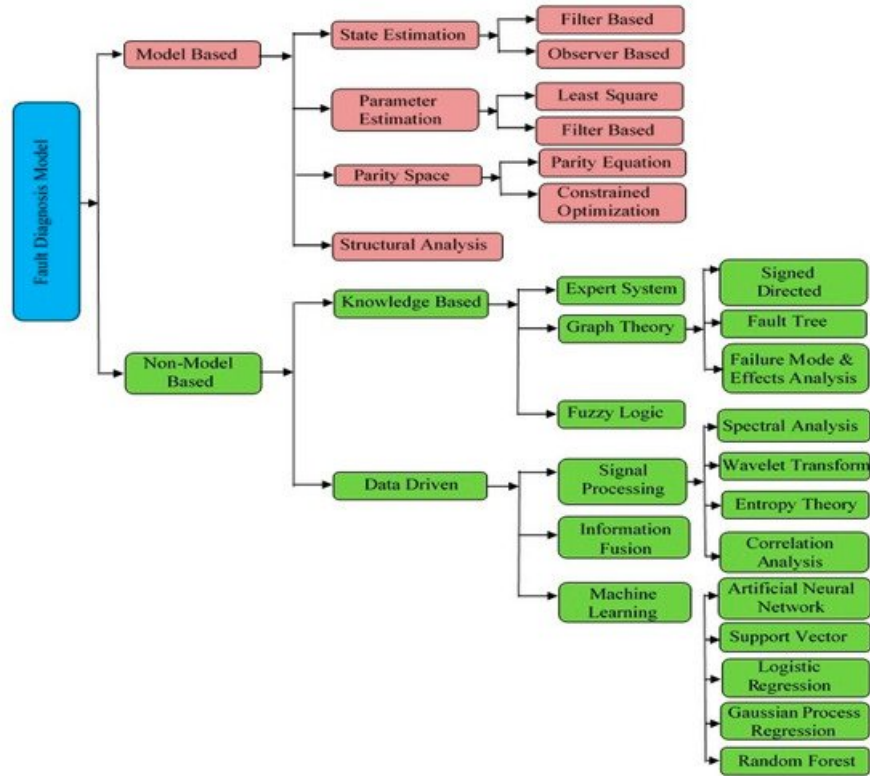 Fault Diagnosis Model
Model Based
State Estimation
Filter Based
Observer Based
Parameter
Estimation
Least Square
Filter Based
Parity Space
Parity Equation
Constrained
Optimization
Structural Analysis
Non-Model
Based
Knowledge Based
Expert System
Graph Theory
Signed
Directed
Fault Tree
Failure Mode &
Effects Analysis
Fuzzy Logic
Data Driven
Signal
Processing
Spectral Analysis
Wavelet Transform
Entropy Theory
Correlation
Analysis
Information
Fusion
Machine
Learning
Artificial Neural
Network
Support Vector
Logistic
Regression
Gaussian Process
Regression
Random Forest